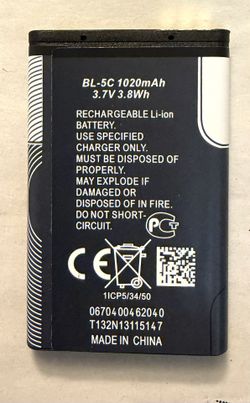 BL-5C 1020mAh
3.7V 3.8Wh
RECHARGEABLE Li-ion
BATTERY.
USE SPECIFIED
CHARGER ONLY.
MUST BE DISPOSED OF
PROPERLY.
MAY EXPLODE IF
DAMAGED OR
DISPOSED OF IN FIRE.
DO NOT SHORT-
CIRCUIT.
1ICP5/34/50
0670400462040
T132N13115147
MADE IN CHINA